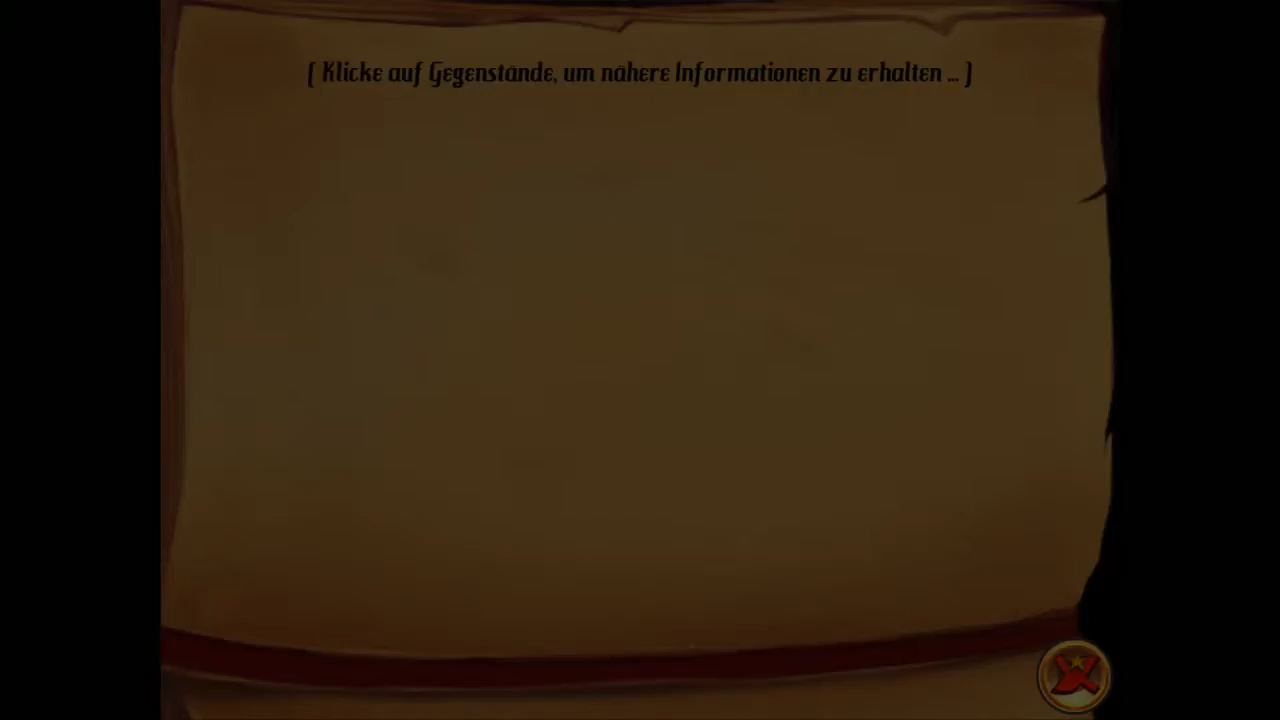 ( Klicke auf Gegenstände, um nähere Informationen zu erhalten ... )